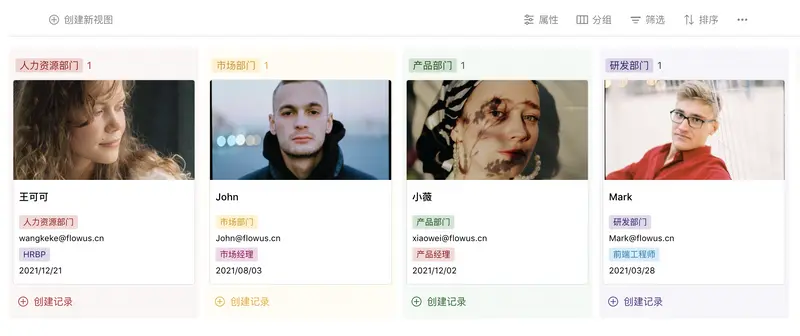 创建新视图
属性
分组
筛选
排序
人力资源部门 1
王可可
人力资源部门
wangkeke@flowus.cn
HRBP
2021/12/21
创建记录
市场部门 1
John
市场部门
John@flowus.cn
市场经理
2021/08/03
创建记录
产品部门 1
小薇
产品部门
xiaowei@flowus.cn
产品经理
2021/12/02
创建记录
研发部门 1
Mark
研发部门
Mark@flowus.cn
前端工程师
2021/03/28
创建记录